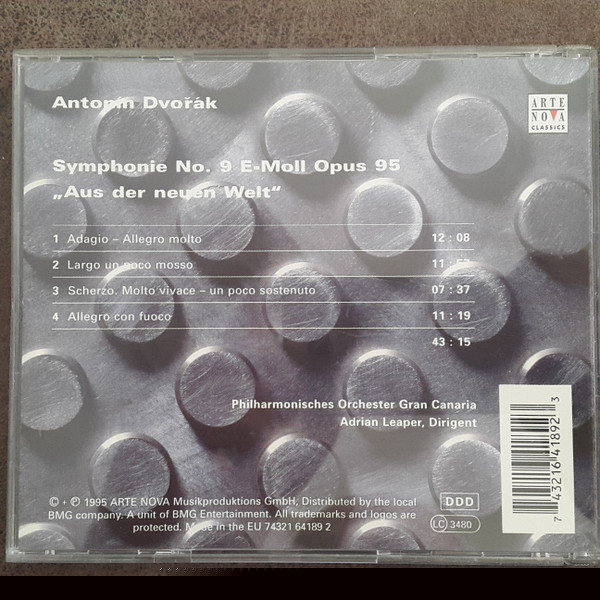 Antonín Dvořák
ARTE
NOVA
CLASSICS
Symphonie No. 9 E-Moll Opus 95
„Aus der neuen Welt“
1 Adagio – Allegro molto 12 : 08
2 Largo un poco mosso 11 : 57
3 Scherzo. Molto vivace – un poco sostenuto 07 : 37
4 Allegro con fuoco 11 : 19
43 : 15
Philharmonisches Orchester Gran Canaria
Adrian Leaper, Dirigent
© + ℗ 1995 ARTE NOVA Musikproduktions GmbH, Distributed by the local
BMG company. A unit of BMG Entertainment. All trademarks and logos are
protected. Made in the EU 74321 64189 2
DDD
LC 3480
7 43216 41892 3